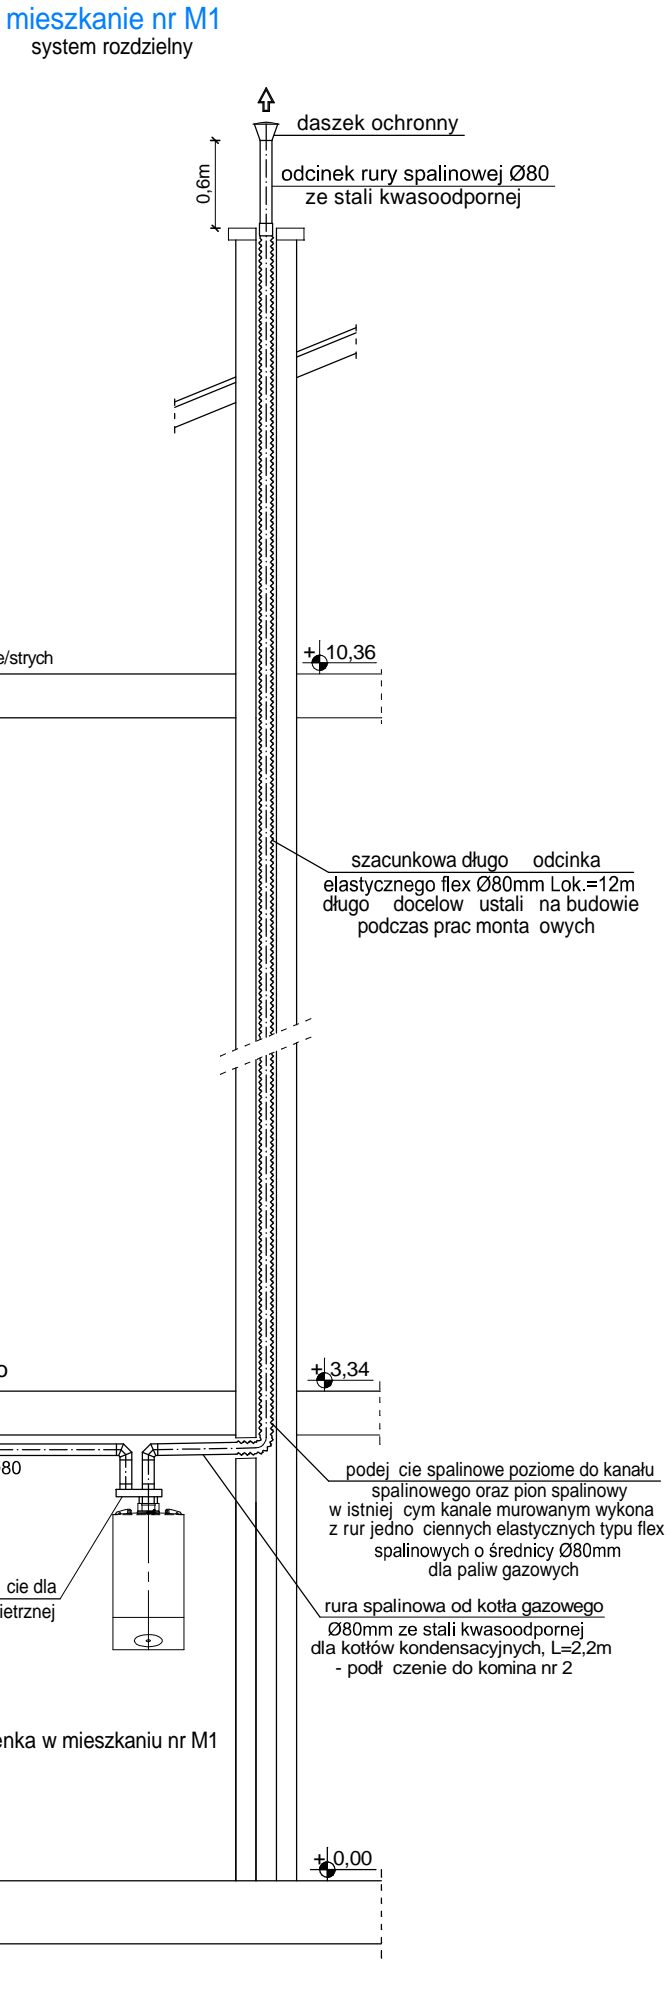 mieszkanie nr M1
system rozdzielny
daszek ochronny
odcinek rury spalinowej Ø80
ze stali kwasoodpornej
0,6m
e/strych
+ 10,36
szacunkowa długo odcinka
elastycznego flex Ø80mm Lok.=12m
długo docelow ustali na budowie
podczas prac monta owych
o
+ 3,34
80
podej cie spalinowe poziome do kanału
spalinowego oraz pion spalinowy
w istniej cym kanale murowanym wykona
z rur jedno ciennych elastycznych typu flex
spalinowych o średnicy Ø80mm
dla paliw gazowych
cie dla
ietrznej
rura spalinowa od kotła gazowego
Ø80mm ze stali kwasoodpornej
dla kotłów kondensacyjnych, L=2,2m
- podł czenie do komina nr 2
enka w mieszkaniu nr M1
+ 0,00